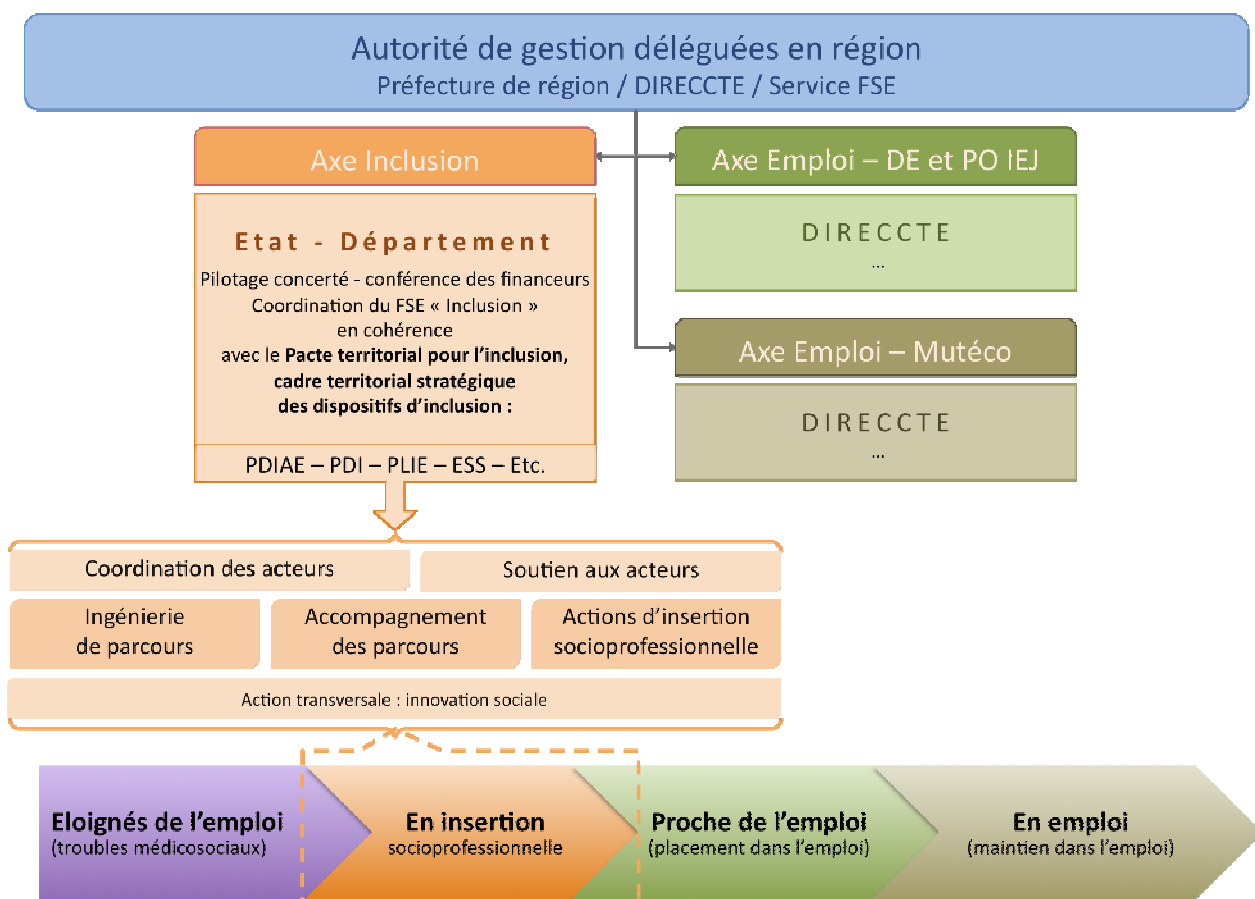 Autorité de gestion déléguées en région
Préfecture de région / DIRECCTE / Service FSE
Axe Inclusion
Etat - Département
Pilotage concerté - conférence des financeurs
Coordination du FSE « Inclusion »
en cohérence
avec le Pacte territorial pour l'inclusion,
cadre territorial stratégique
des dispositifs d'inclusion :
PDIAE – PDI – PLIE – ESS – Etc.
Axe Emploi – DE et PO IEJ
DIRECCTE
...
Axe Emploi – Mutéco
DIRECCTE
...
Coordination des acteurs
Soutien aux acteurs
Ingénierie
de parcours
Accompagnement
des parcours
Actions d'insertion
socioprofessionnelle
Action transversale : innovation sociale
Eloignés de l'emploi
(troubles médicosociaux)
En insertion
socioprofessionnelle
Proche de l'emploi
(placement dans l'emploi)
En emploi
(maintien dans l'emploi)